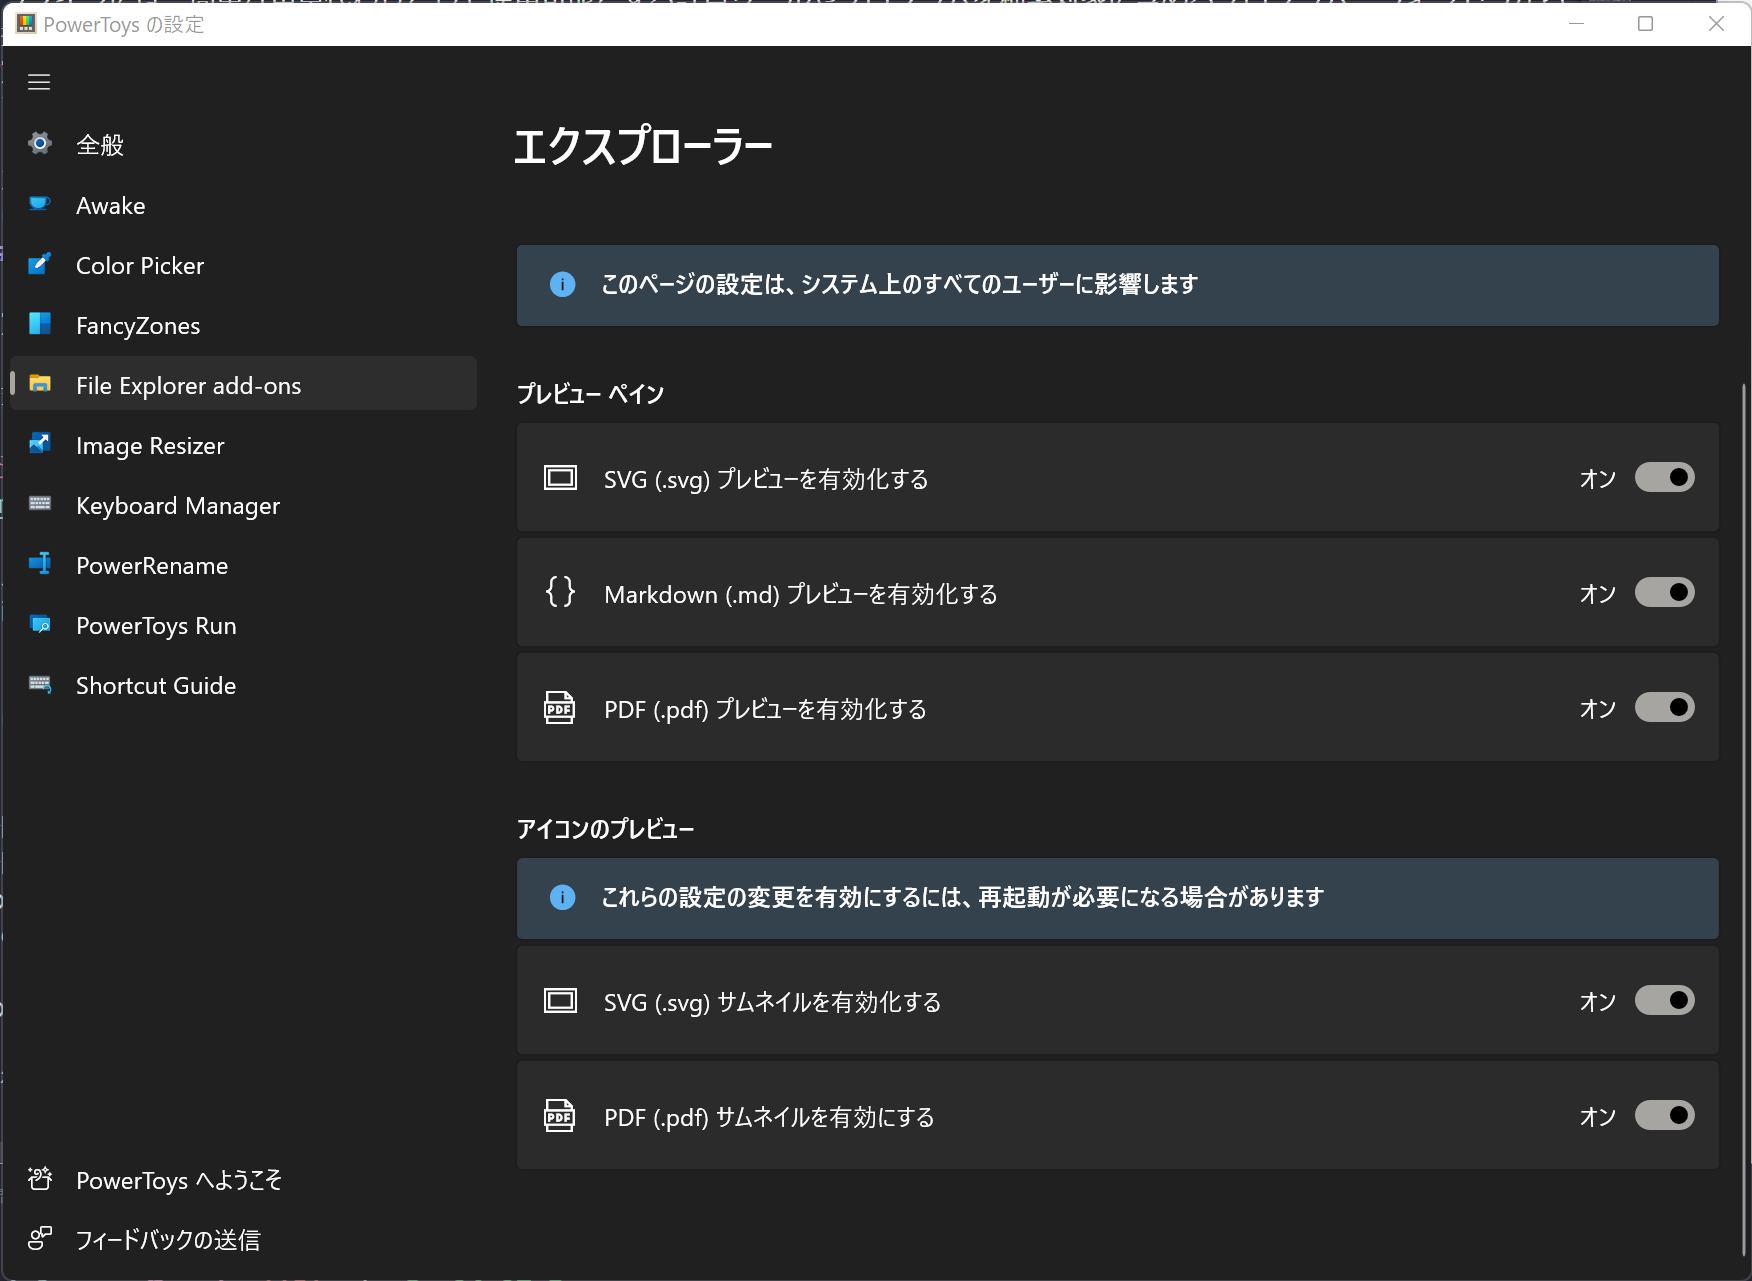 PowerToys の設定
全般
Awake
Color Picker
FancyZones
File Explorer add-ons
Image Resizer
Keyboard Manager
PowerRename
PowerToys Run
Shortcut Guide
PowerToys へようこそ
フィードバックの送信
エクスプローラー
このページの設定は、システム上のすべてのユーザーに影響します
プレビュー ペイン
SVG (.svg) プレビューを有効化する オン
Markdown (.md) プレビューを有効化する オン
PDF PDF (.pdf) プレビューを有効化する オン
アイコンのプレビュー
これらの設定の変更を有効にするには、再起動が必要になる場合があります
SVG (.svg) サムネイルを有効化する オン
PDF PDF (.pdf) サムネイルを有効にする オン